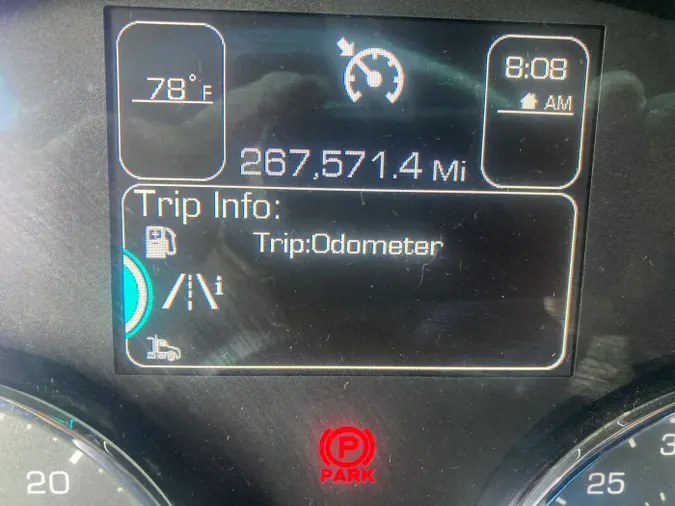 78°F
8:08
AM
267,571.4 Mi
Trip Info:
Trip:Odometer
i
P
PARK
20
25